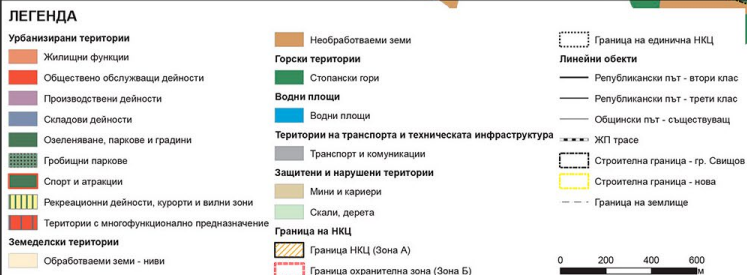 ЛЕГЕНДА
Урбанизирани територии
Жилищни функции
Обществено обслужващи дейности
Производствени дейности
Складови дейности
Озеленяване, паркове и градини
Гробищни паркове
Спорт и атракции
Рекреационни дейности, курорти и вилни зони
Територии с многофункционално предназначение
Земеделски територии
Обработваеми земи - ниви
Необработваеми земи
Горски територии
Стопански гори
Водни площи
Водни площи
Територии на транспорта и техническата инфраструктура
Транспорт и комуникации
Защитени и нарушени територии
Мини и кариери
Скали, дерета
Граница на НКЦ
Граница НКЦ (Зона А)
Граница охранителна зона (Зона Б)
Граница на единична НКЦ
Линейни обекти
Републикански път - втори клас
Републикански път - трети клас
Общински път - съществуващ
ЖП трасе
Строителна граница - гр. Свищов
Строителна граница - нова
Граница на землище
0 200 400 600
м